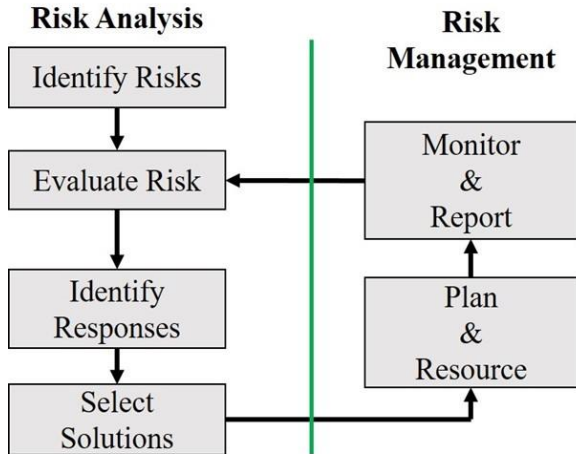 Risk Analysis
Identify Risks
Evaluate Risk
Identify
Responses
Select
Solutions
Risk
Management
Monitor
&
Report
Plan
&
Resource